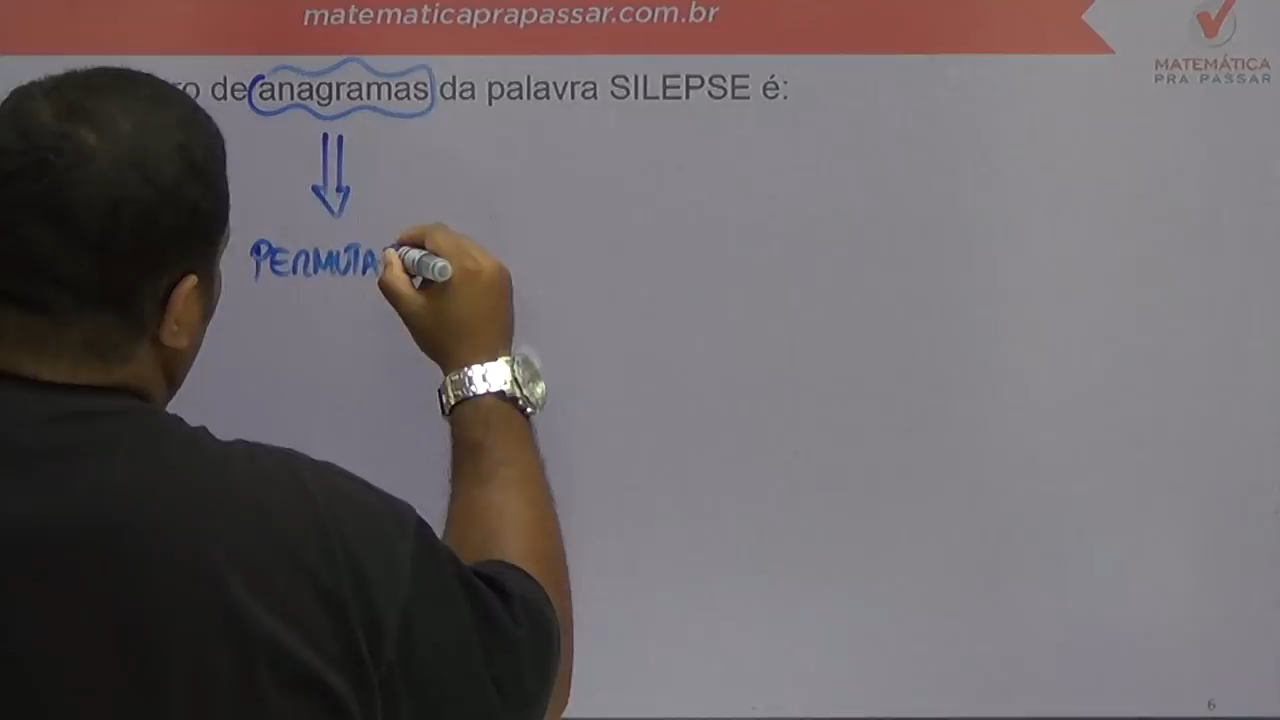 matematicaprapassar.com.br
MATEMÁTICA
PRA PASSAR
de anagramas da palavra SILEPSE é:
PERMUTA
6